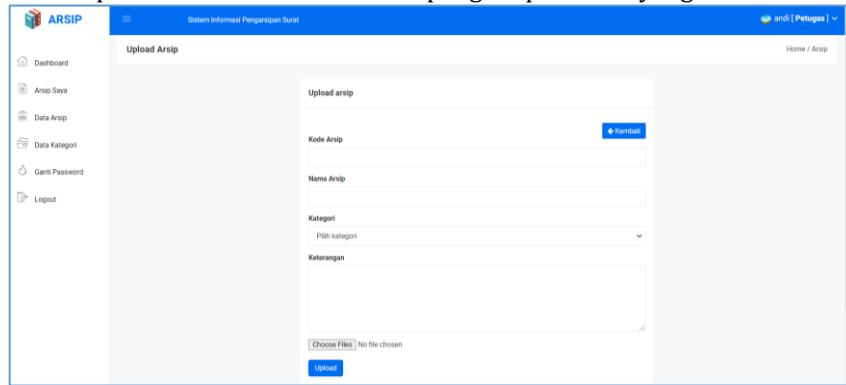 ARSIP
Sistem Informasi Pengarsipan Surat
andi [ Petugas ]
Upload Arsip
Home / Arsip
Dashboard
Arsip Saya
Data Arsip
Data Kategori
Ganti Password
Logout
Upload arsip
Kembali
Kode Arsip
Nama Arsip
Kategori
Pilih kategori
Keterangan
Choose Files No file chosen
Upload